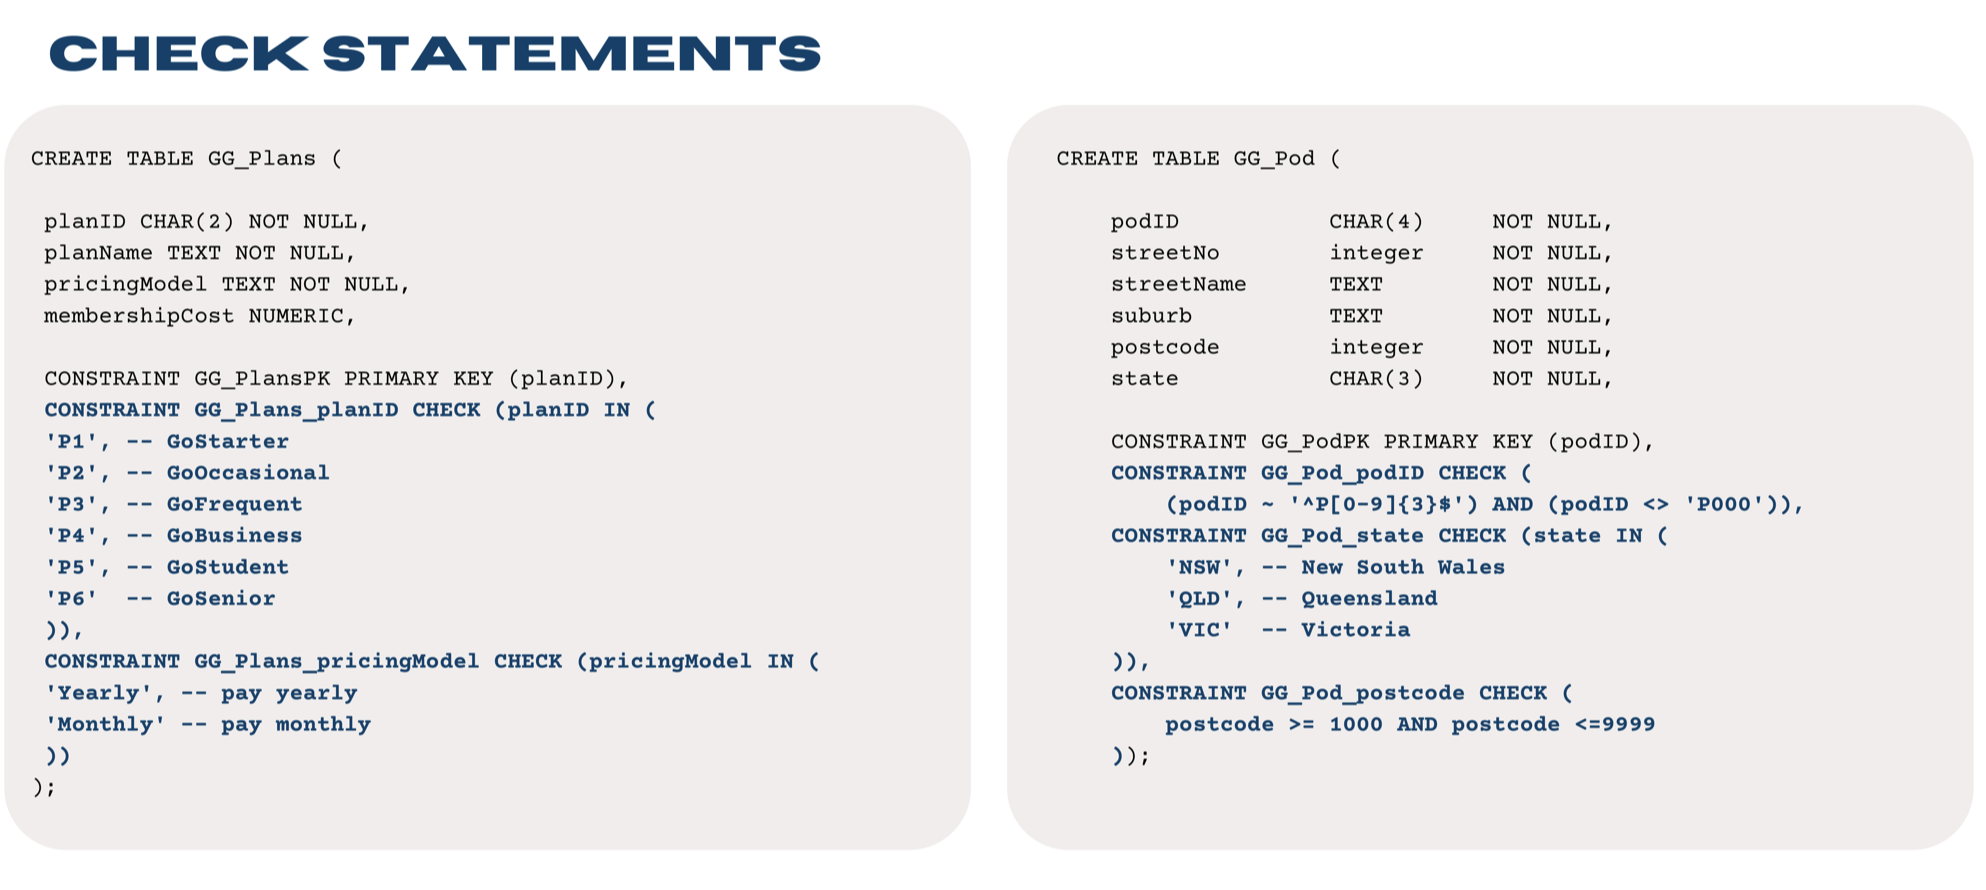 CHECK STATEMENTS
CREATE TABLE GG_Plans (
planID CHAR(2) NOT NULL,
planName TEXT NOT NULL,
pricingModel TEXT NOT NULL,
membershipCost NUMERIC,
CONSTRAINT GG_PlansPK PRIMARY KEY (planID),
CONSTRAINT GG_Plans_planID CHECK (planID IN (
'P1', -- GoStarter
'P2', -- GoOccasional
'P3', -- GoFrequent
'P4', -- GoBusiness
'P5', -- GoStudent
'P6'  -- GoSenior
)),
CONSTRAINT GG_Plans_pricingModel CHECK (pricingModel IN (
'Yearly', -- pay yearly
'Monthly' -- pay monthly
))
);
CREATE TABLE GG_Pod (
podID CHAR(4) NOT NULL,
streetNo integer NOT NULL,
streetName TEXT NOT NULL,
suburb TEXT NOT NULL,
postcode integer NOT NULL,
state CHAR(3) NOT NULL,
CONSTRAINT GG_PodPK PRIMARY KEY (podID),
CONSTRAINT GG_Pod_podID CHECK (
(podID ~ '^P[0-9]{3}$') AND (podID <> 'P000')),
CONSTRAINT GG_Pod_state CHECK (state IN (
'NSW', -- New South Wales
'QLD', -- Queensland
'VIC'  -- Victoria
)),
CONSTRAINT GG_Pod_postcode CHECK (
postcode >= 1000 AND postcode <=9999
));